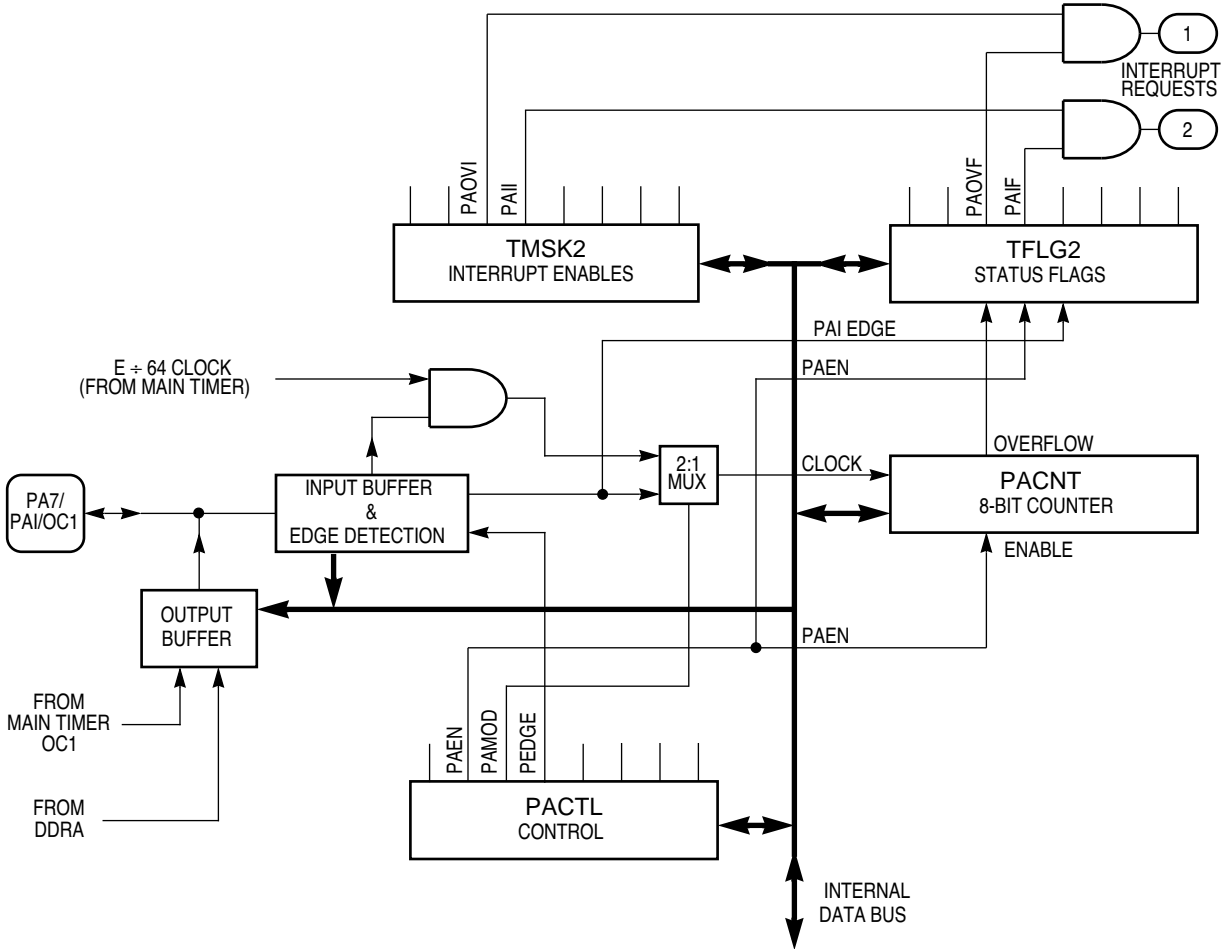 1
INTERRUPT
REQUESTS
2
PAOVI
PAII
PAOVF
PAIF
TMSK2
INTERRUPT ENABLES
TFLG2
STATUS FLAGS
PAI EDGE
E ÷ 64 CLOCK
(FROM MAIN TIMER)
PAEN
OVERFLOW
2:1
MUX
CLOCK
PACNT
8-BIT COUNTER
INPUT BUFFER
&
EDGE DETECTION
PA7/
PAI/OC1
ENABLE
OUTPUT
BUFFER
PAEN
FROM
MAIN TIMER
OC1
PAEN
PAMOD
PEDGE
FROM
DDRA
PACTL
CONTROL
INTERNAL
DATA BUS